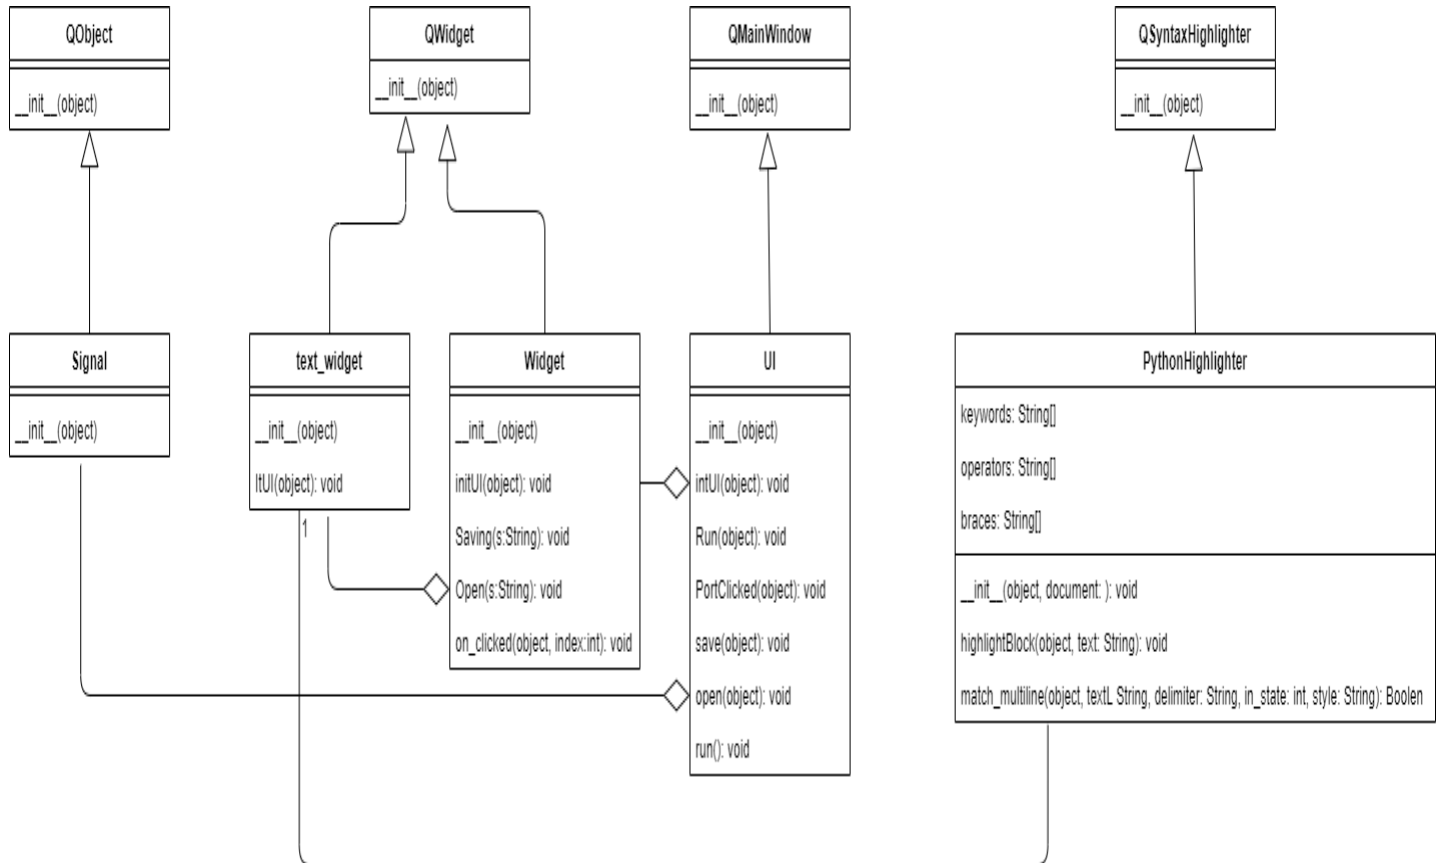 QObject
__init__(object)
QWidget
__init__(object)
QMainWindow
__init__(object)
QSyntaxHighlighter
__init__(object)
Signal
__init__(object)
text_widget
__init__(object)
ItUI(object): void
1
Widget
__init__(object)
initUI(object): void
Saving(s:String): void
Open(s:String): void
on_clicked(object, index:int): void
UI
__init__(object)
intUI(object): void
Run(object): void
PortClicked(object): void
save(object): void
open(object): void
run(): void
PythonHighlighter
keywords: String[]
operators: String[]
braces: String[]
__init__(object, document: ): void
highlightBlock(object, text: String): void
match_multiline(object, textL String, delimiter: String, in_state: int, style: String): Boolen